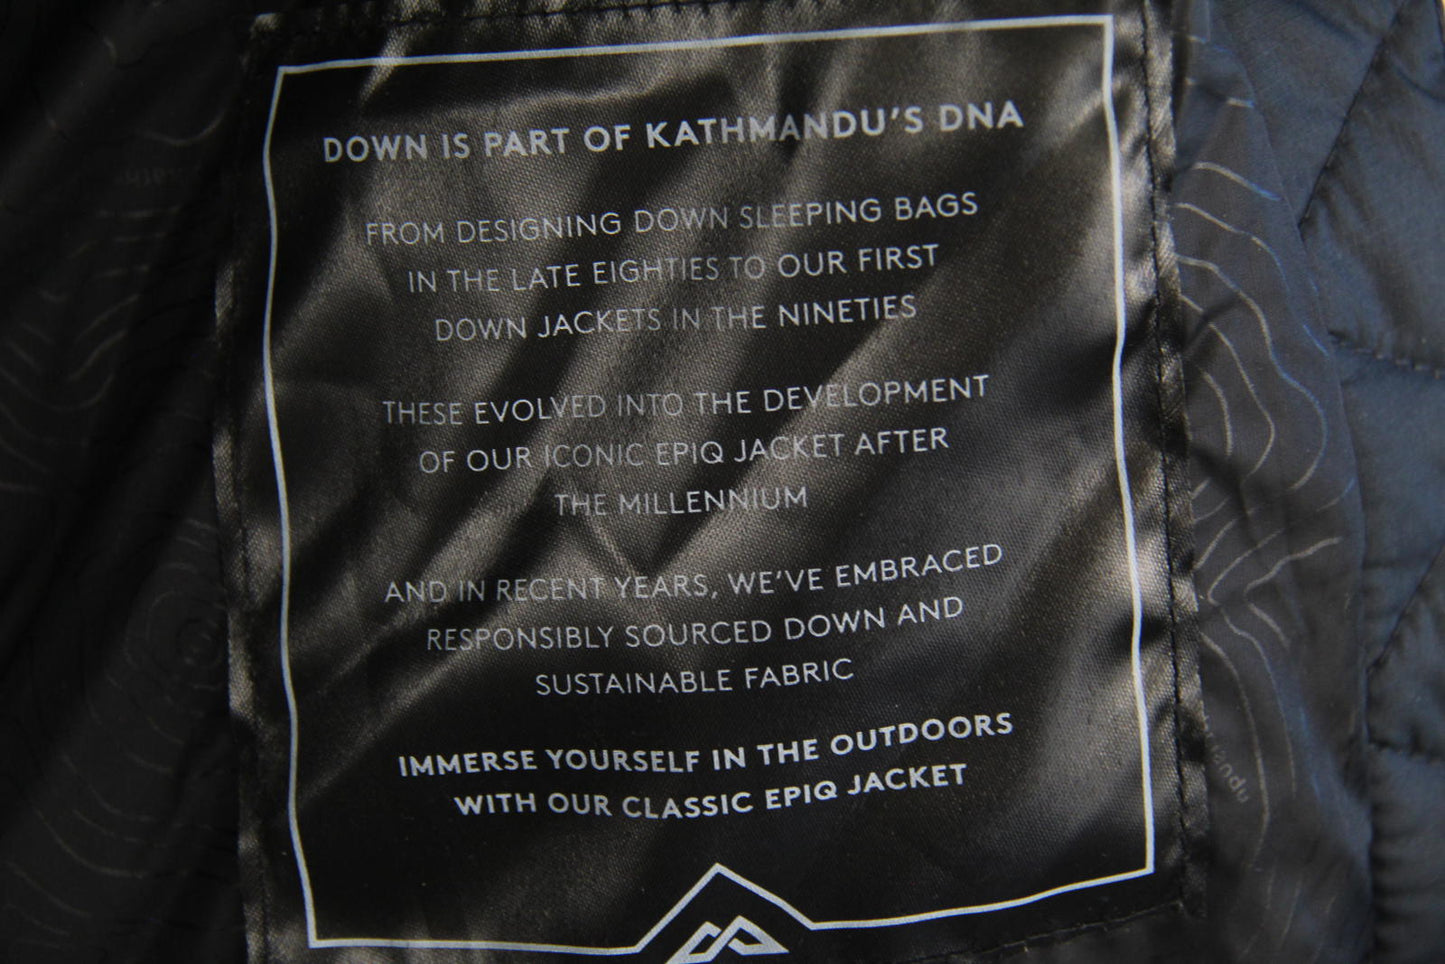 DOWN IS PART OF KATHMANDU'S DNA
FROM DESIGNING DOWN SLEEPING BAGS
IN THE LATE EIGHTIES TO OUR FIRST
DOWN JACKETS IN THE NINETIES
THESE EVOLVED INTO THE DEVELOPMENT
OF OUR ICONIC EPIQ JACKET AFTER
THE MILLENNIUM
AND IN RECENT YEARS, WE'VE EMBRACED
RESPONSIBLY SOURCED DOWN AND
SUSTAINABLE FABRIC
IMMERSE YOURSELF IN THE OUTDOORS
WITH OUR CLASSIC EPIQ JACKET